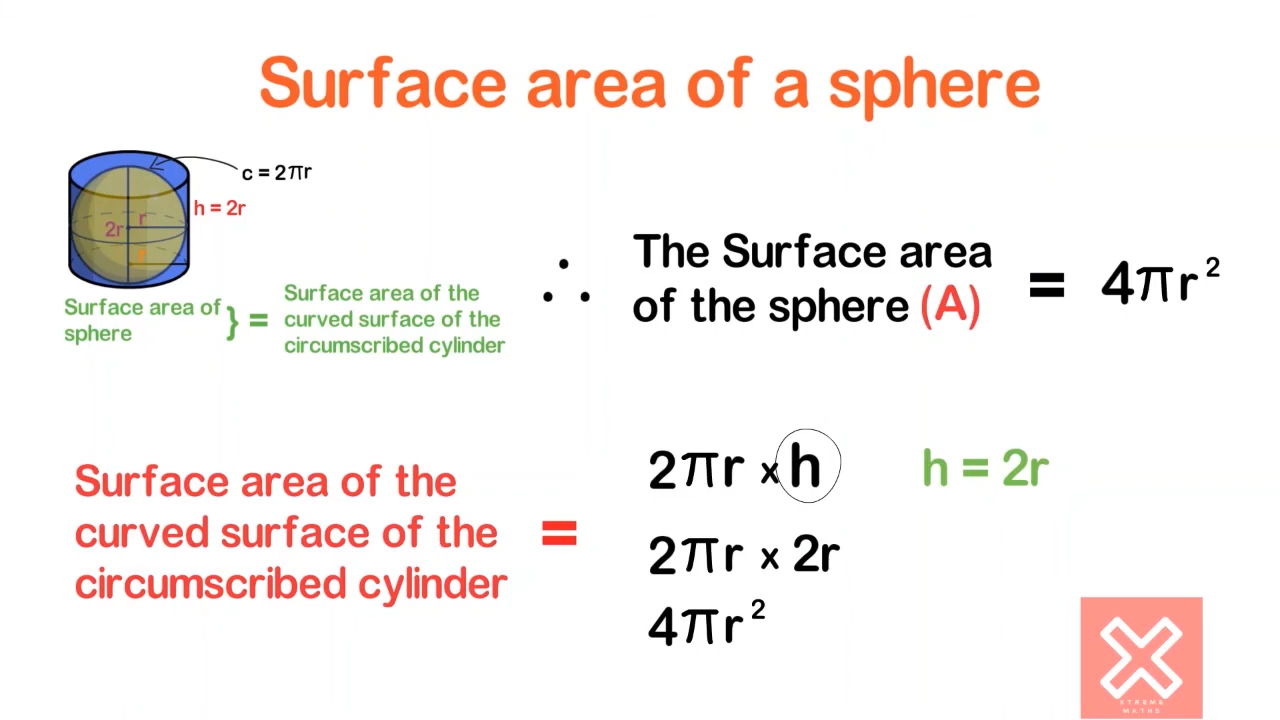 Surface area of a sphere
c = 2πr
h = 2r
2r
r
r
Surface area of
sphere
} =
Surface area of the
curved surface of the
circumscribed cylinder
∴
The Surface area
of the sphere (A)
= 4πr²
Surface area of the
curved surface of the
circumscribed cylinder
=
2πr × h
h = 2r
2πr × 2r
4πr²
XTREME
MATHS